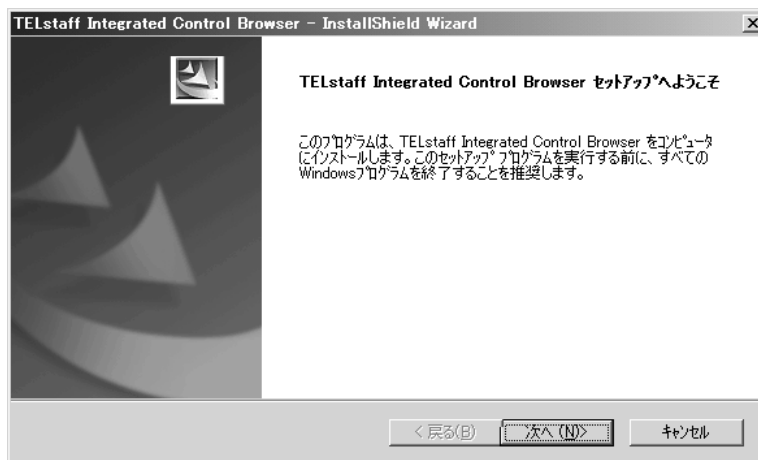 TELstaff Integrated Control Browser - InstallShield Wizard
TELstaff Integrated Control Browser ｾｯﾄｱｯﾌﾟへようこそ
このﾌﾟﾛｸﾞﾗﾑは、TELstaff Integrated Control Browser をｺﾝﾋﾟｭｰﾀ
にｲﾝｽﾄｰﾙします。このｾｯﾄｱｯﾌﾟ ﾌﾟﾛｸﾞﾗﾑを実行する前に、すべての
Windowsﾌﾟﾛｸﾞﾗﾑを終了することを推奨します。
< 戻る(B) 次へ (N)> ｷｬﾝｾﾙ